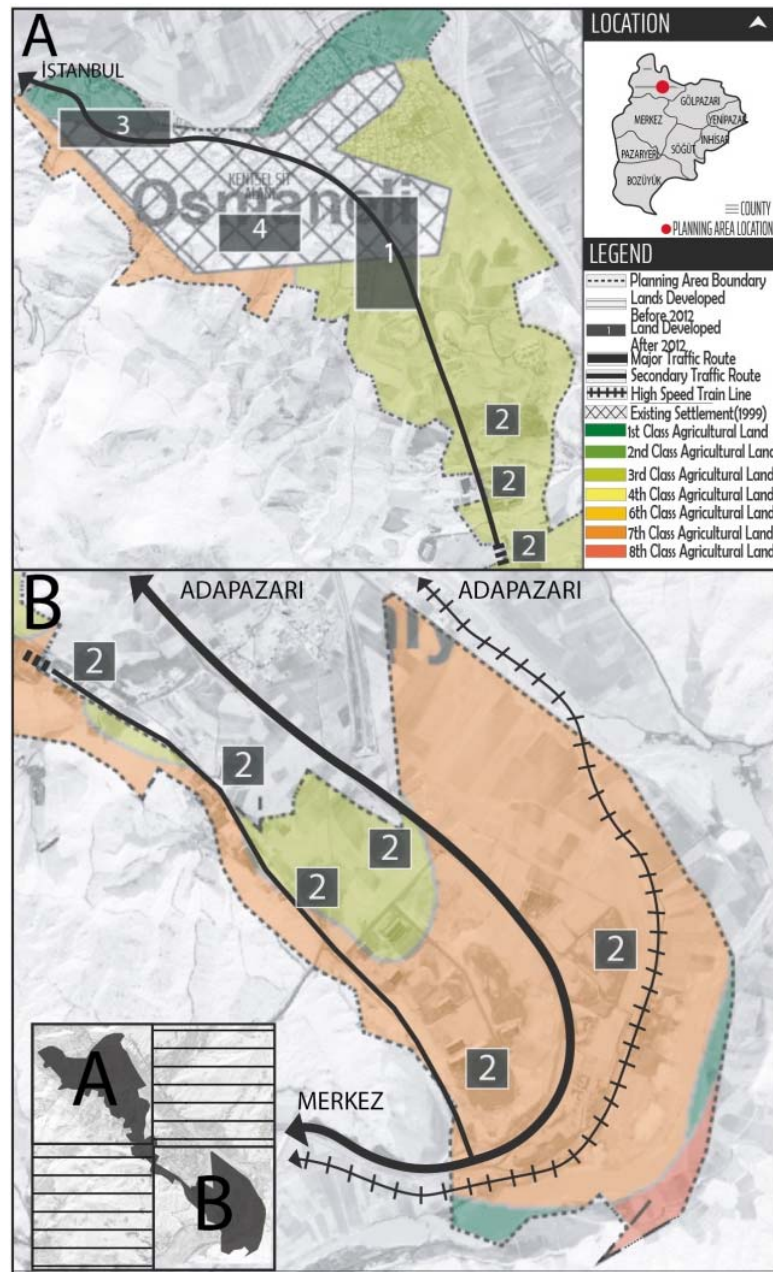 A
İSTANBUL
3
KENTSEL SİT
ALANI
Osmaneli
4
1
2
2
2
LOCATION
GÖLPAZARI
MERKEZ
YENİPAZAR
İNHİSAR
PAZARYERİ
SÖĞÜT
BOZÜYÜK
COUNTY
PLANNING AREA LOCATION
LEGEND
Planning Area Boundary
Lands Developed
Before 2012
1 Land Developed
After 2012
Major Traffic Route
Secondary Traffic Route
High Speed Train Line
Existing Settlement(1999)
1st Class Agricultural Land
2nd Class Agricultural Land
3rd Class Agricultural Land
4th Class Agricultural Land
6th Class Agricultural Land
7th Class Agricultural Land
8th Class Agricultural Land
B
ADAPAZARI
ADAPAZARI
2
2
2
2
2
2
MERKEZ
A
B